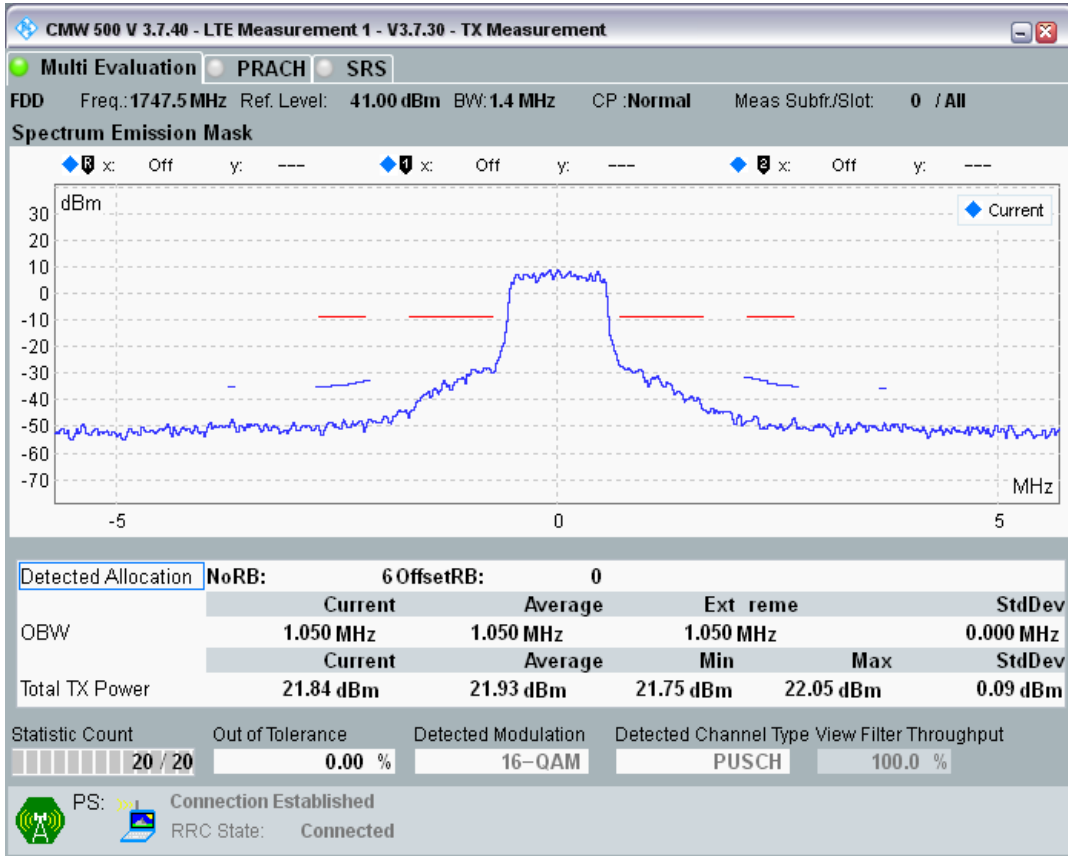 CMW 500 V 3.7.40 - LTE Measurement 1 - V3.7.30 - TX Measurement
Multi Evaluation PRACH SRS
FDD Freq.:1747.5 MHz Ref. Level: 41.00 dBm BW:1.4 MHz CP :Normal Meas Subfr./Slot: 0 / All
Spectrum Emission Mask
R x: Off y: --- 1 x: Off y: --- 2 x: Off y: ---
dBm
Current
30
20
10
0
-10
-20
-30
-40
-50
-60
-70
MHz
-5 0 5
Detected Allocation NoRB: 6 OffsetRB: 0
Current Average Ext reme StdDev
OBW 1.050 MHz 1.050 MHz 1.050 MHz 0.000 MHz
Current Average Min Max StdDev
Total TX Power 21.84 dBm 21.93 dBm 21.75 dBm 22.05 dBm 0.09 dBm
Statistic Count Out of Tolerance Detected Modulation Detected Channel Type View Filter Throughput
20 / 20 0.00 % 16-QAM PUSCH 100.0 %
PS: Connection Established
RRC State: Connected